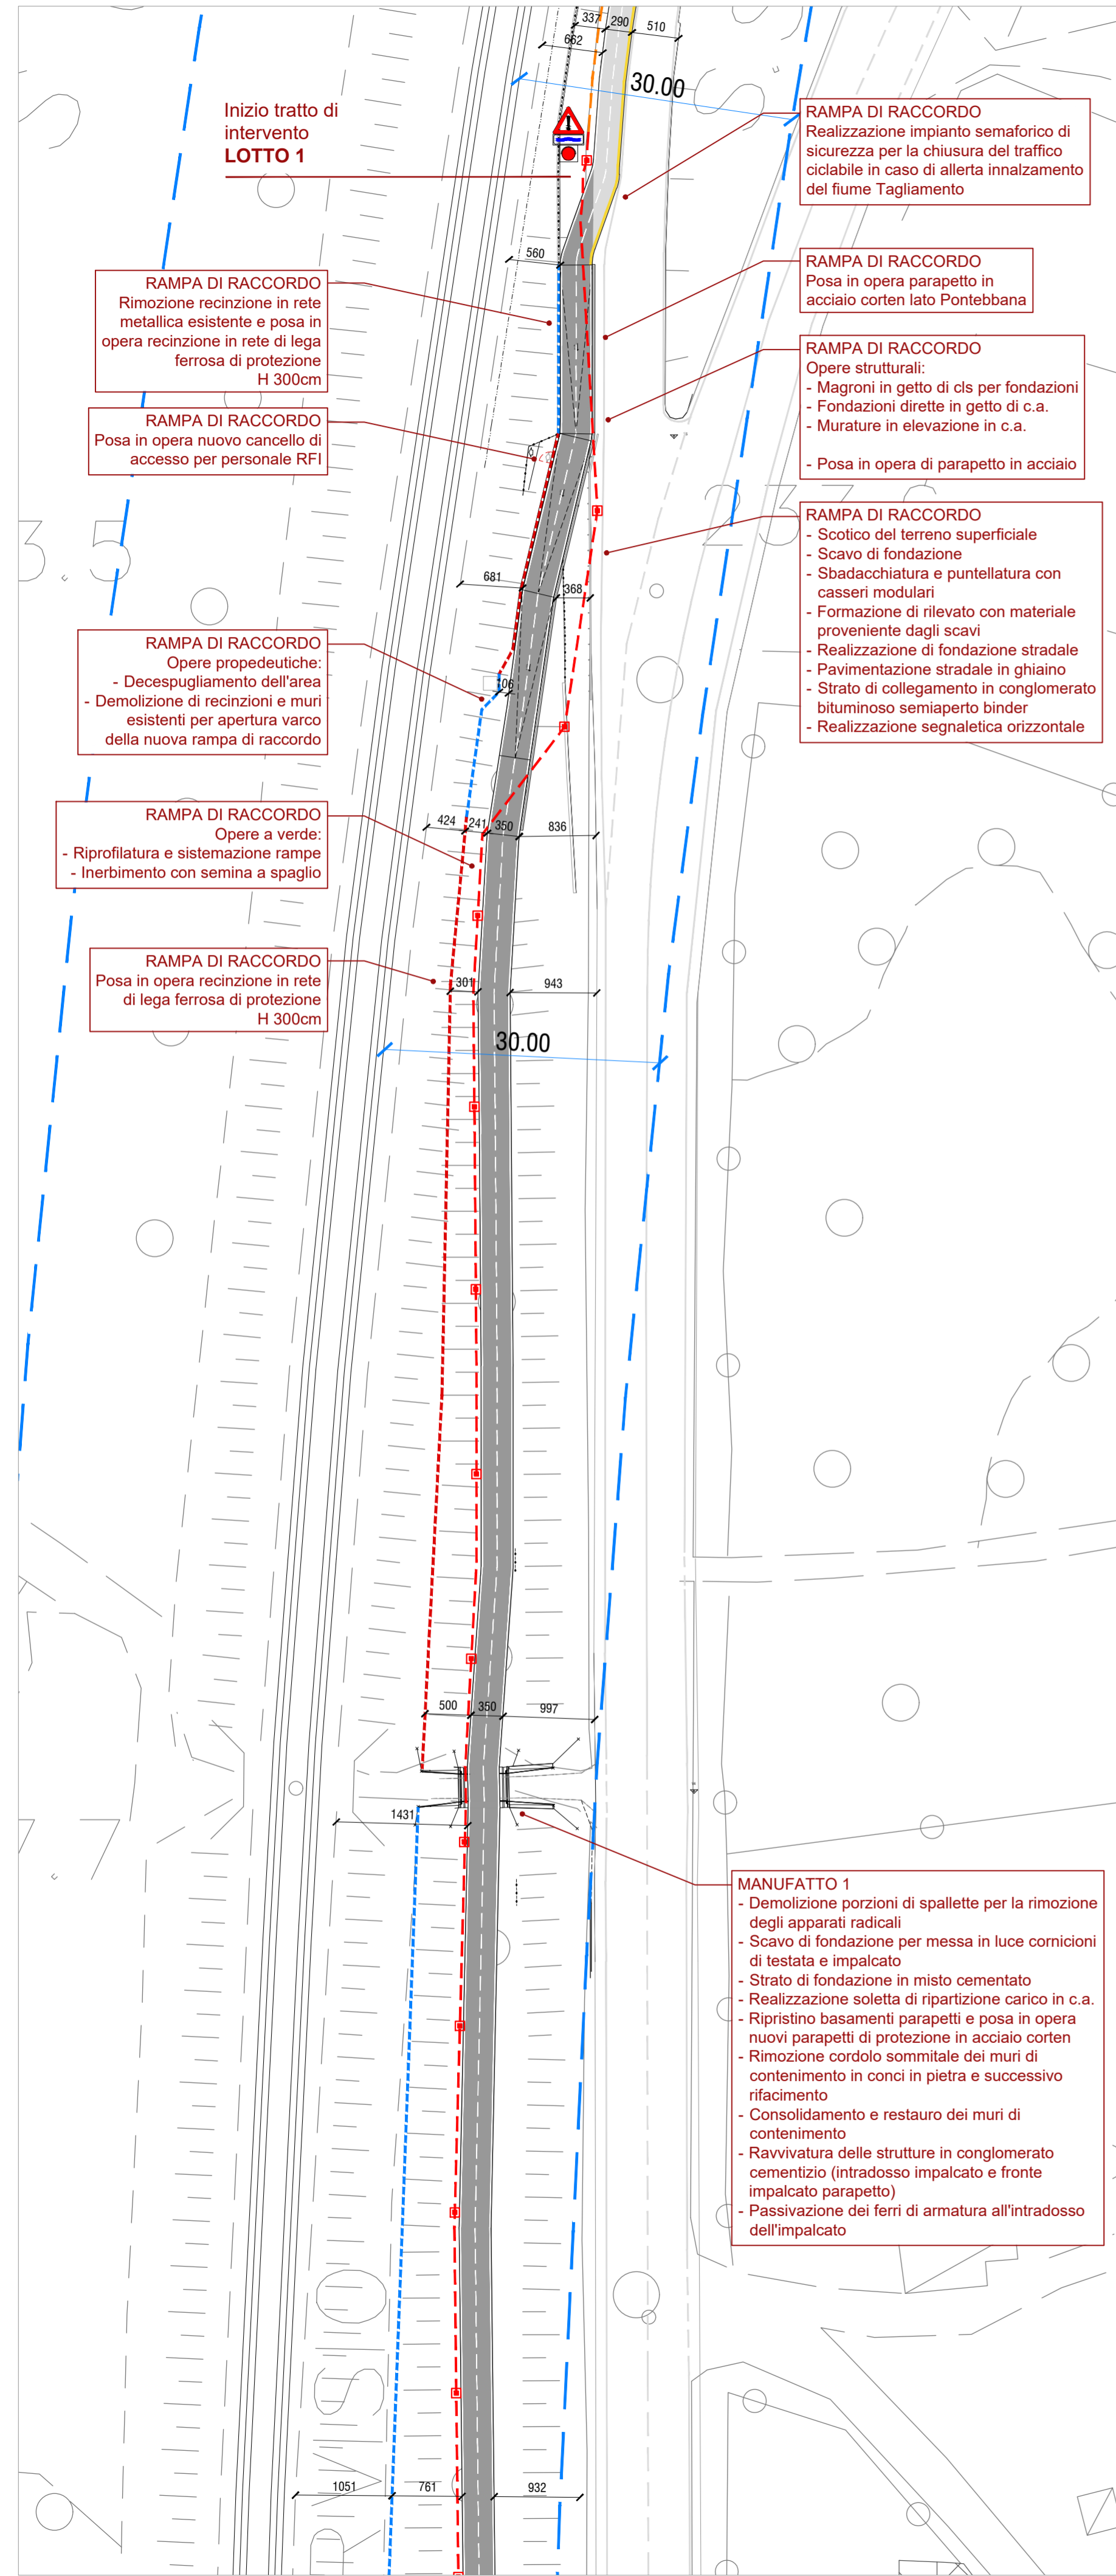 337
290
510
662
30.00
Inizio tratto di
intervento
LOTTO 1
RAMPA DI RACCORDO
Realizzazione impianto semaforico di
sicurezza per la chiusura del traffico
ciclabile in caso di allerta innalzamento
del fiume Tagliamento
560
RAMPA DI RACCORDO
Posa in opera parapetto in
acciaio corten lato Pontebbana
RAMPA DI RACCORDO
Rimozione recinzione in rete
metallica esistente e posa in
opera recinzione in rete di lega
ferrosa di protezione
H 300cm
RAMPA DI RACCORDO
Opere strutturali:
- Magroni in getto di cls per fondazioni
- Fondazioni dirette in getto di c.a.
- Murature in elevazione in c.a.
- Posa in opera di parapetto in acciaio
RAMPA DI RACCORDO
Posa in opera nuovo cancello di
accesso per personale RFI
RAMPA DI RACCORDO
- Scotico del terreno superficiale
- Scavo di fondazione
- Sbadacchiatura e puntellatura con
casseri modulari
- Formazione di rilevato con materiale
proveniente dagli scavi
- Realizzazione di fondazione stradale
- Pavimentazione stradale in ghiaino
- Strato di collegamento in conglomerato
bituminoso semiaperto binder
- Realizzazione segnaletica orizzontale
681
368
RAMPA DI RACCORDO
Opere propedeutiche:
- Decespugliamento dell'area
- Demolizione di recinzioni e muri
esistenti per apertura varco
della nuova rampa di raccordo
RAMPA DI RACCORDO
Opere a verde:
- Riprofilatura e sistemazione rampe
- Inerbimento con semina a spaglio
424
241
350
836
RAMPA DI RACCORDO
Posa in opera recinzione in rete
di lega ferrosa di protezione
H 300cm
301
943
30.00
500
350
997
1431
MANUFATTO 1
- Demolizione porzioni di spallette per la rimozione
degli apparati radicali
- Scavo di fondazione per messa in luce cornicioni
di testata e impalcato
- Strato di fondazione in misto cementato
- Realizzazione soletta di ripartizione carico in c.a.
- Ripristino basamenti parapetti e posa in opera
nuovi parapetti di protezione in acciaio corten
- Rimozione cordolo sommitale dei muri di
contenimento in conci in pietra e successivo
rifacimento
- Consolidamento e restauro dei muri di
contenimento
- Ravvivatura delle strutture in conglomerato
cementizio (intradosso impalcato e fronte
impalcato parapetto)
- Passivazione dei ferri di armatura all'intradosso
dell'impalcato
1051
761
932